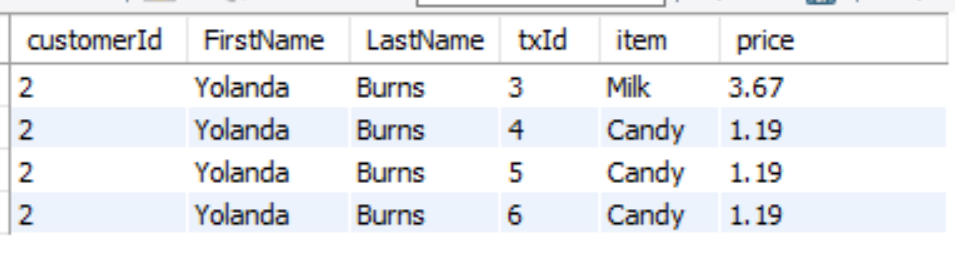 customerId FirstName LastName txId item price
2 Yolanda Burns 3 Milk 3.67
2 Yolanda Burns 4 Candy 1.19
2 Yolanda Burns 5 Candy 1.19
2 Yolanda Burns 6 Candy 1.19